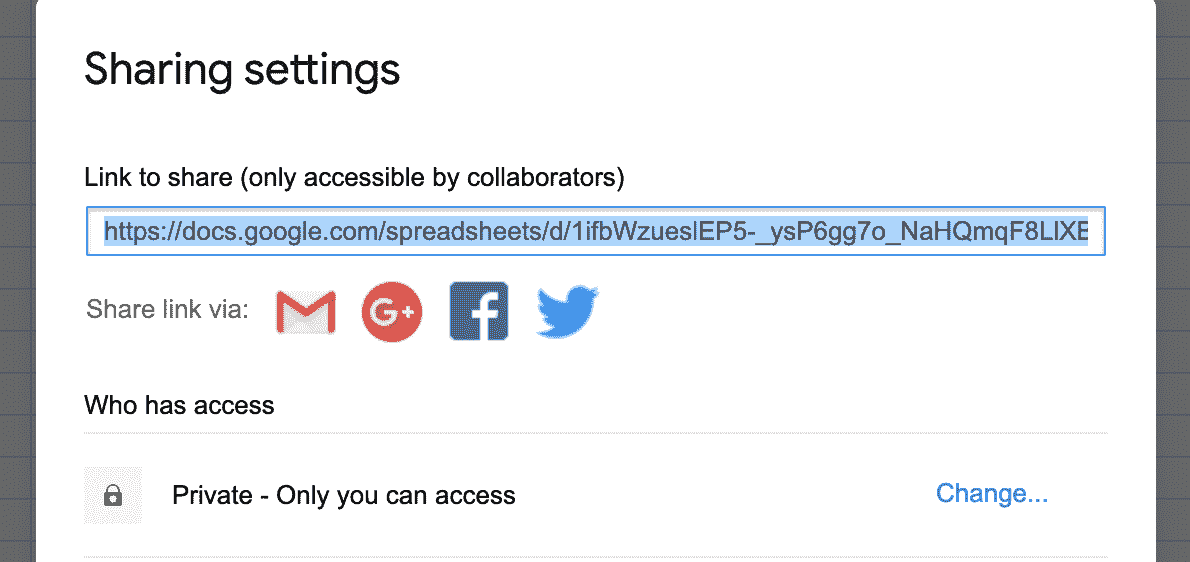 Sharing settings
Link to share (only accessible by collaborators)
https://docs.google.com/spreadsheets/d/1ifbWzueslEP5-_ysP6gg7o_NaHQmqF8LlXE
Share link via: G+ f
Who has access
Private - Only you can access Change...